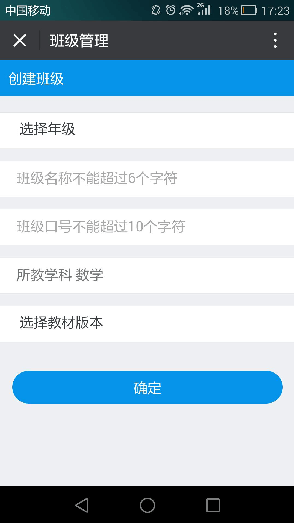 中国移动 2G 18% 17:23
班级管理
创建班级
选择年级
班级名称不能超过6个字符
班级口号不能超过10个字符
所教学科 数学
选择教材版本
确定